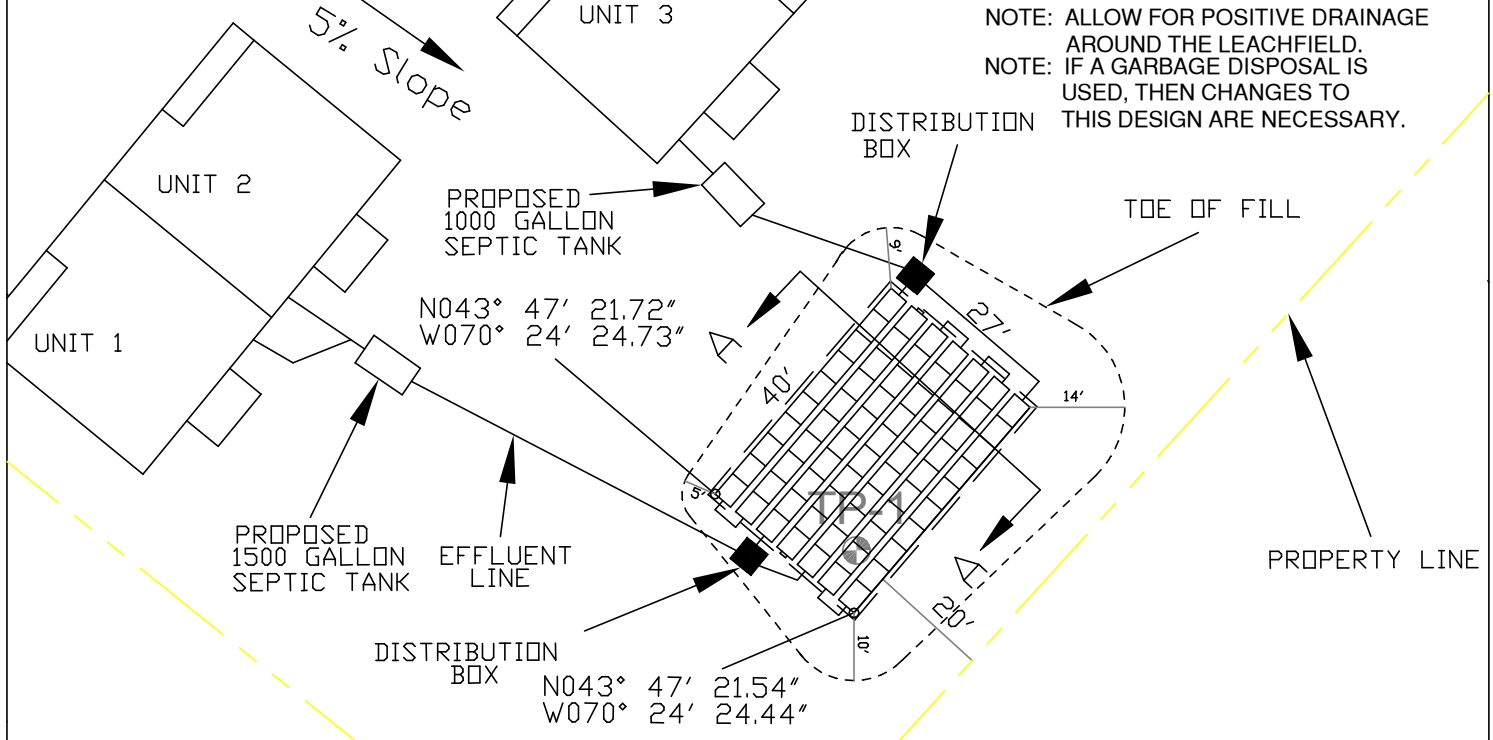 UNIT 3
NOTE: ALLOW FOR POSITIVE DRAINAGE
AROUND THE LEACHFIELD.
NOTE: IF A GARBAGE DISPOSAL IS
USED, THEN CHANGES TO
THIS DESIGN ARE NECESSARY.
5% Slope
DISTRIBUTION
BOX
UNIT 2
PROPOSED
1000 GALLON
SEPTIC TANK
TOE OF FILL
9'
N043° 47' 21.72"
W070° 24' 24.73"
27'
UNIT 1
A
40'
14'
5'
TP-1
PROPOSED
1500 GALLON
SEPTIC TANK
EFFLUENT
LINE
A
PROPERTY LINE
20'
10'
DISTRIBUTION
BOX
N043° 47' 21.54"
W070° 24' 24.44"